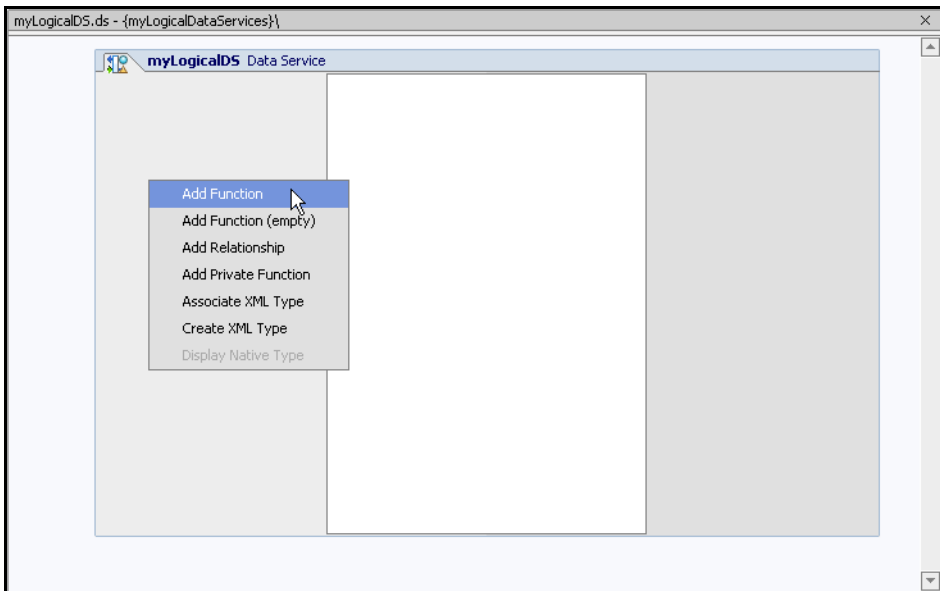 myLogicalDS.ds - {myLogicalDataServices}\
myLogicalDS Data Service
Add Function
Add Function (empty)
Add Relationship
Add Private Function
Associate XML Type
Create XML Type
Display Native Type